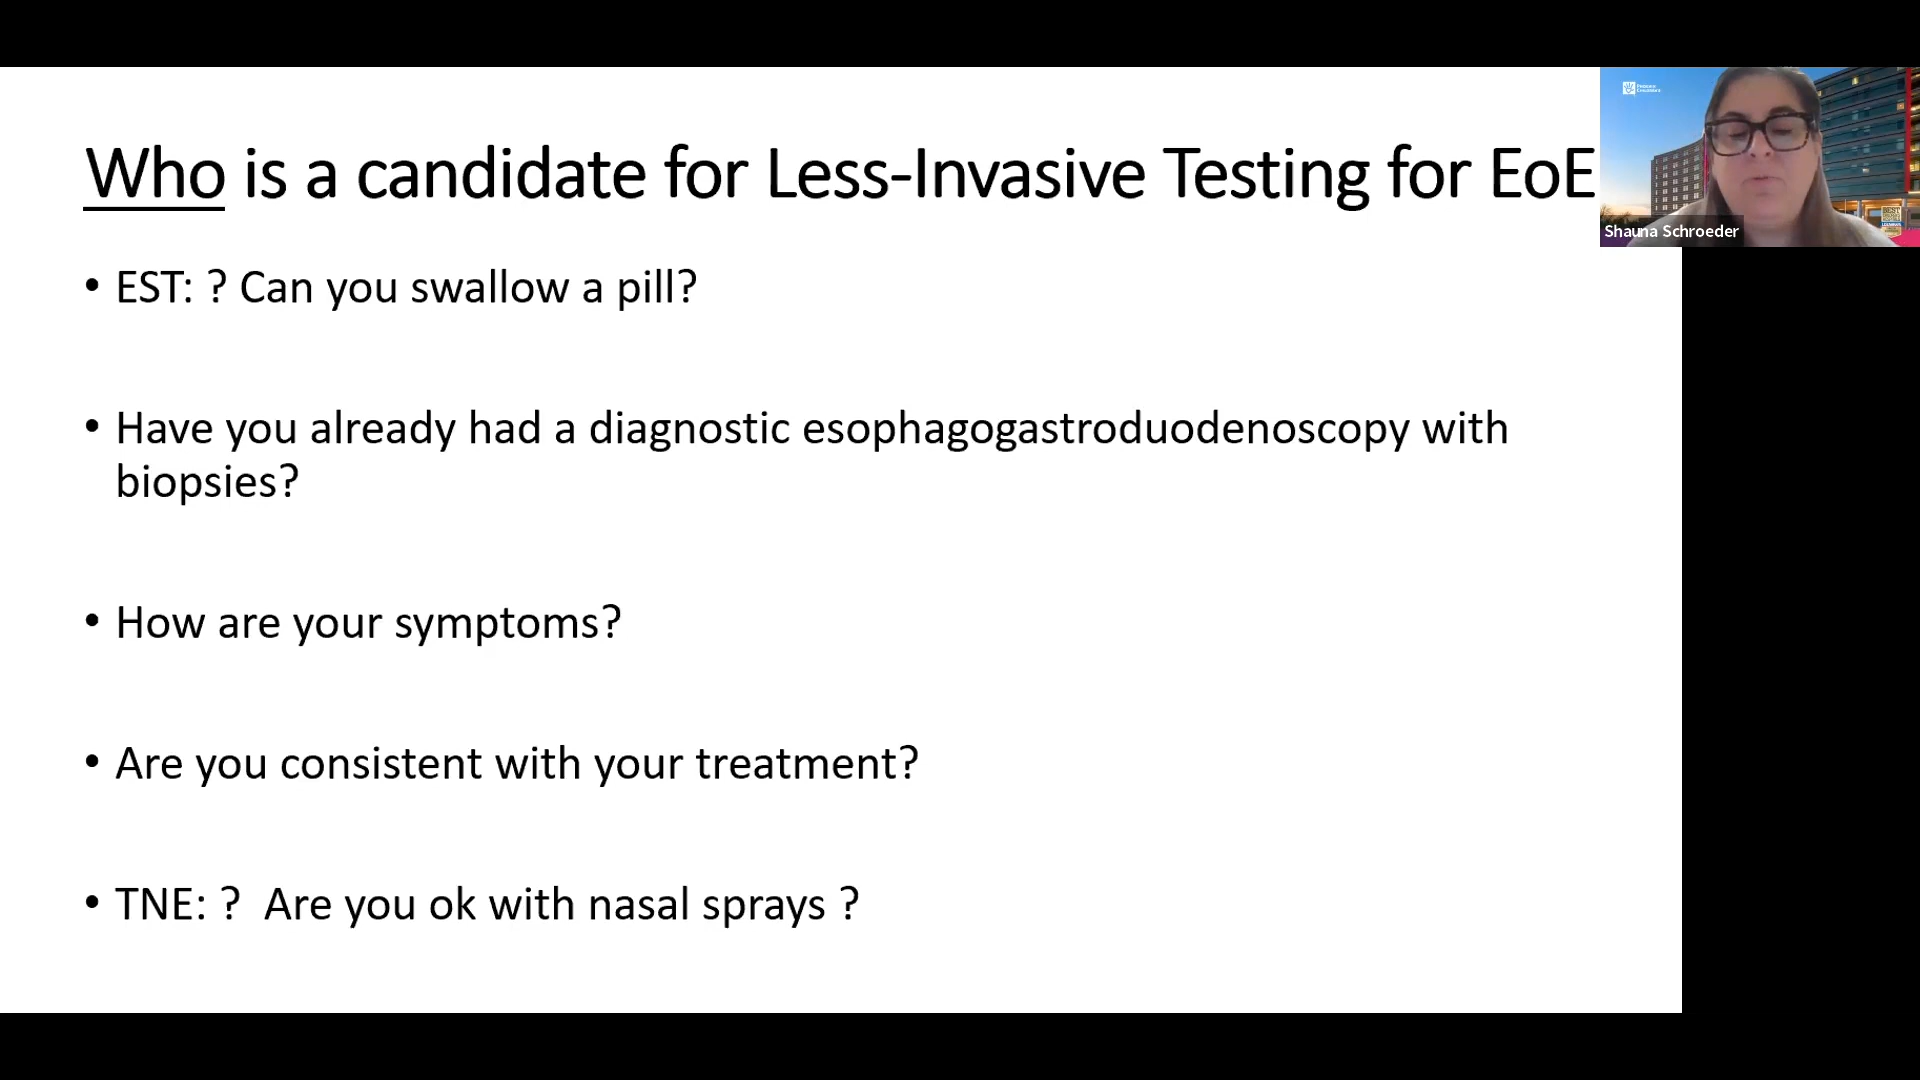 Who is a candidate for Less-Invasive Testing for EoE
• EST: ? Can you swallow a pill?
• Have you already had a diagnostic esophagogastroduodenoscopy with
biopsies?
• How are your symptoms?
• Are you consistent with your treatment?
• TNE: ? Are you ok with nasal sprays ?
Shauna Schroeder